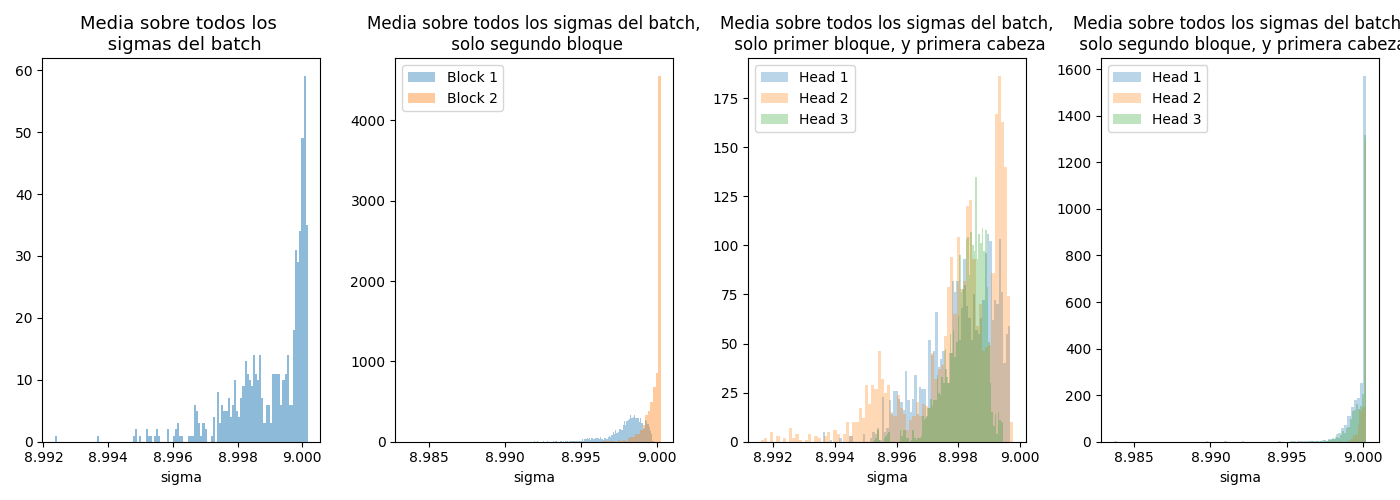 Media sobre todos los
sigmas del batch
60
50
40
30
20
10
0
8.992
8.994
8.996
8.998
9.000
sigma
Media sobre todos los sigmas del batch,
solo segundo bloque
Block 1
Block 2
4000
3000
2000
1000
0
8.985
8.990
8.995
9.000
sigma
Media sobre todos los sigmas del batch,
solo primer bloque, y primera cabeza
Head 1
Head 2
Head 3
175
150
125
100
75
50
25
0
8.992
8.994
8.996
8.998
9.000
sigma
Media sobre todos los sigmas del batch
solo segundo bloque, y primera cabeza
Head 1
Head 2
Head 3
1600
1400
1200
1000
800
600
400
200
0
8.985
8.990
8.995
9.000
sigma